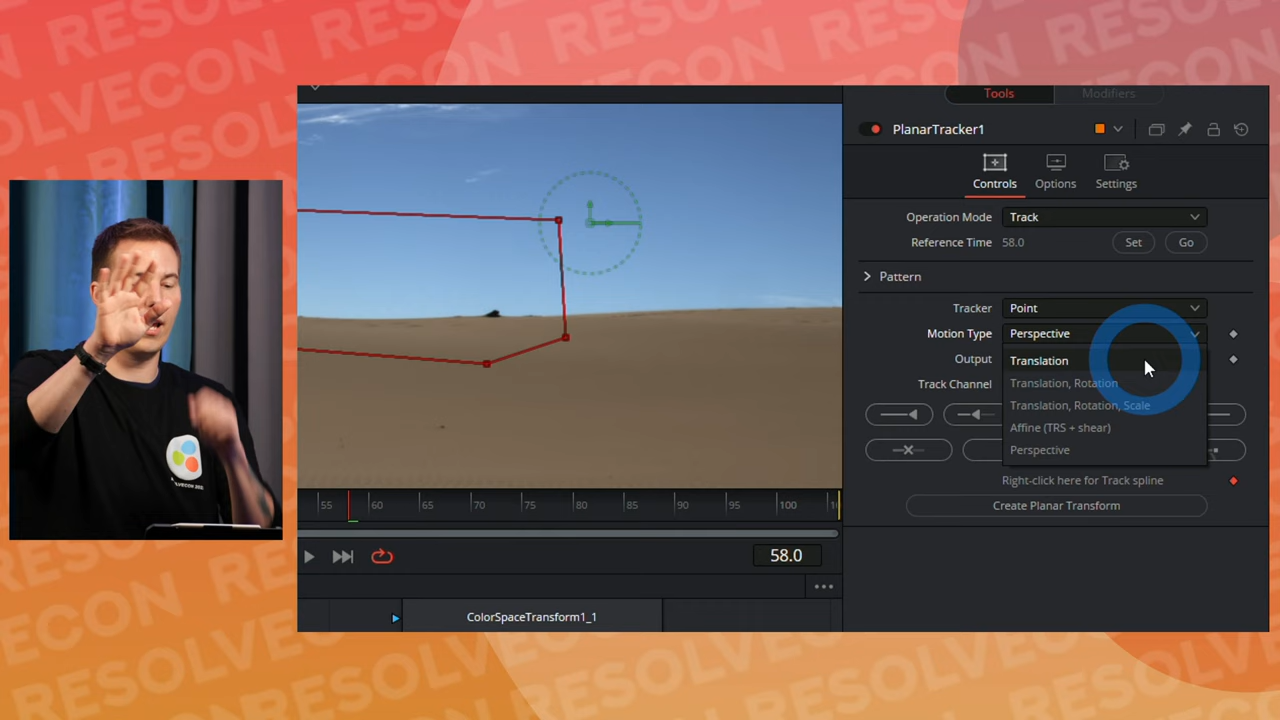 RESOLVECON
Tools
Modifiers
PlanarTracker1
Controls
Options
Settings
Operation Mode
Track
Reference Time
58.0
Set
Go
Pattern
Tracker
Point
Motion Type
Perspective
Output
Translation
Translation, Rotation
Track Channel
Translation, Rotation, Scale
Affine (TRS + shear)
Perspective
Right-click here for Track spline
Create Planar Transform
55
60
65
70
75
80
85
90
95
100
58.0
ColorSpaceTransform1_1